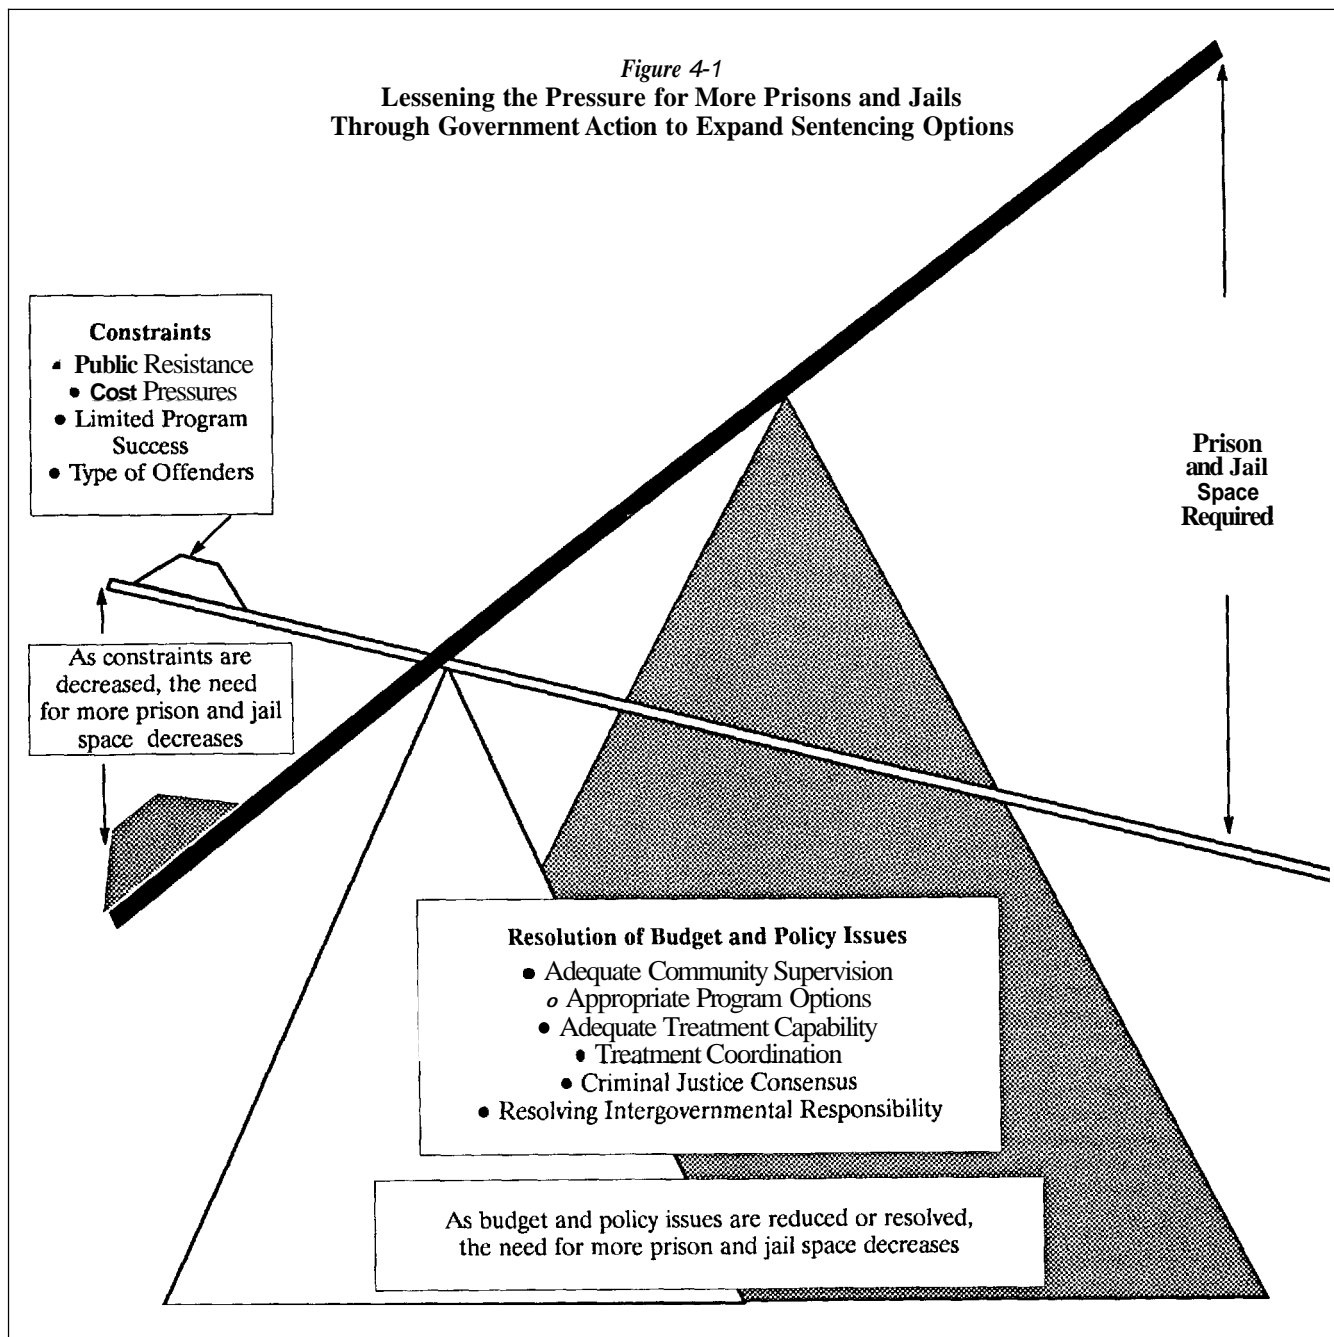 Figure 4-1
Lessening the Pressure for More Prisons and Jails
Through Government Action to Expand Sentencing Options
Constraints
• Public Resistance
• Cost Pressures
• Limited Program
Success
• Type of Offenders
Prison
and Jail
Space
Required
As constraints are
decreased, the need
for more prison and jail
space decreases
Resolution of Budget and Policy Issues
• Adequate Community Supervision
o Appropriate Program Options
• Adequate Treatment Capability
• Treatment Coordination
• Criminal Justice Consensus
• Resolving Intergovernmental Responsibility
As budget and policy issues are reduced or resolved,
the need for more prison and jail space decreases